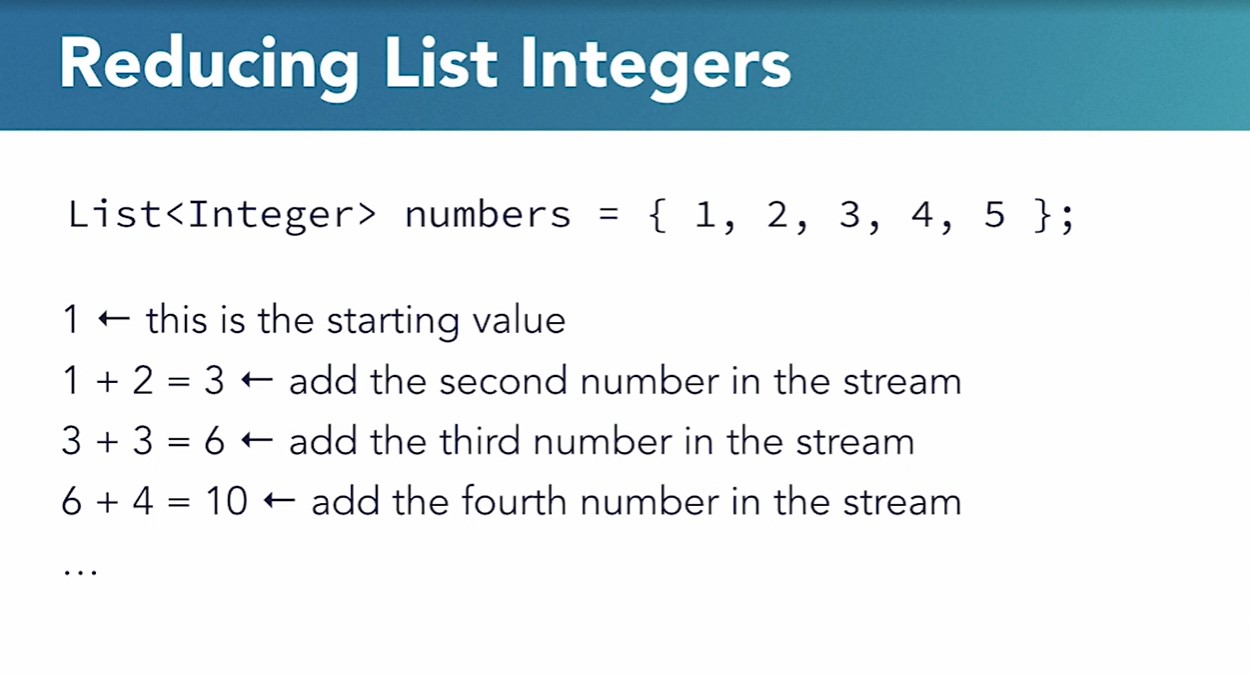 Reducing List Integers
List<Integer> numbers = { 1, 2, 3, 4, 5 };
1 ← this is the starting value
1 + 2 = 3 ← add the second number in the stream
3 + 3 = 6 ← add the third number in the stream
6 + 4 = 10 ← add the fourth number in the stream
...